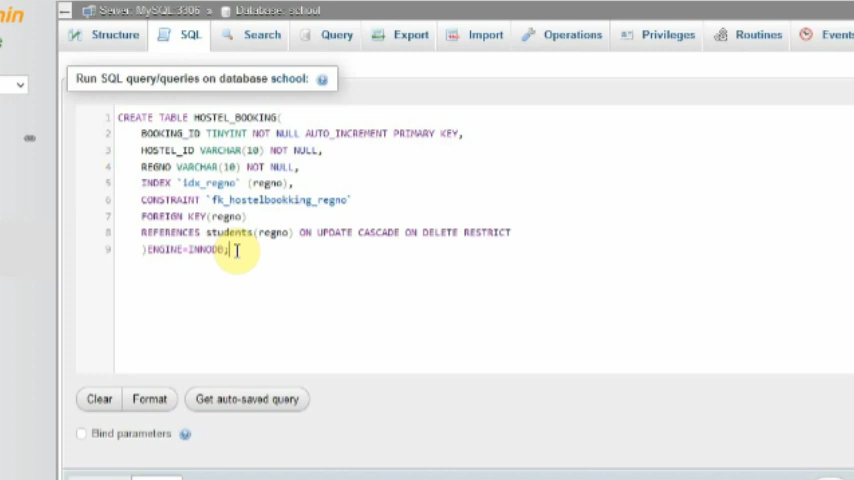 in
Server: MySQL:3306 » Database: school
Structure SQL Search Query Export Import Operations Privileges Routines Events
Run SQL query/queries on database school:
1 CREATE TABLE HOSTEL_BOOKING(
2 BOOKING_ID TINYINT NOT NULL AUTO_INCREMENT PRIMARY KEY,
3 HOSTEL_ID VARCHAR(10) NOT NULL,
4 REGNO VARCHAR(10) NOT NULL,
5 INDEX `idx_regno` (regno),
6 CONSTRAINT `fk_hostelbookking_regno`
7 FOREIGN KEY(regno)
8 REFERENCES students(regno) ON UPDATE CASCADE ON DELETE RESTRICT
9 )ENGINE=INNODB;
Clear Format Get auto-saved query
Bind parameters